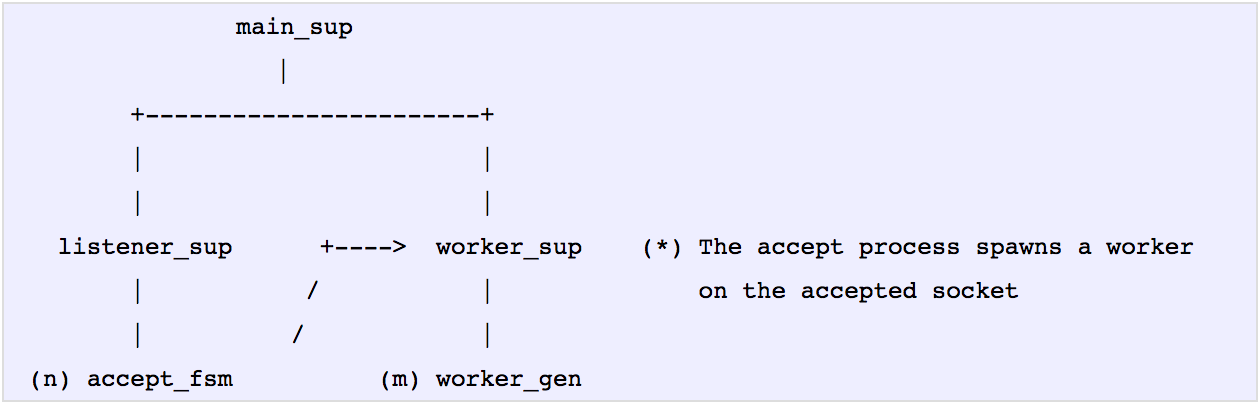 main_sup
|
+-----------------------+
| |
| |
listener_sup +----> worker_sup (*) The accept process spawns a worker
| / | on the accepted socket
| / |
(n) accept_fsm (m) worker_gen